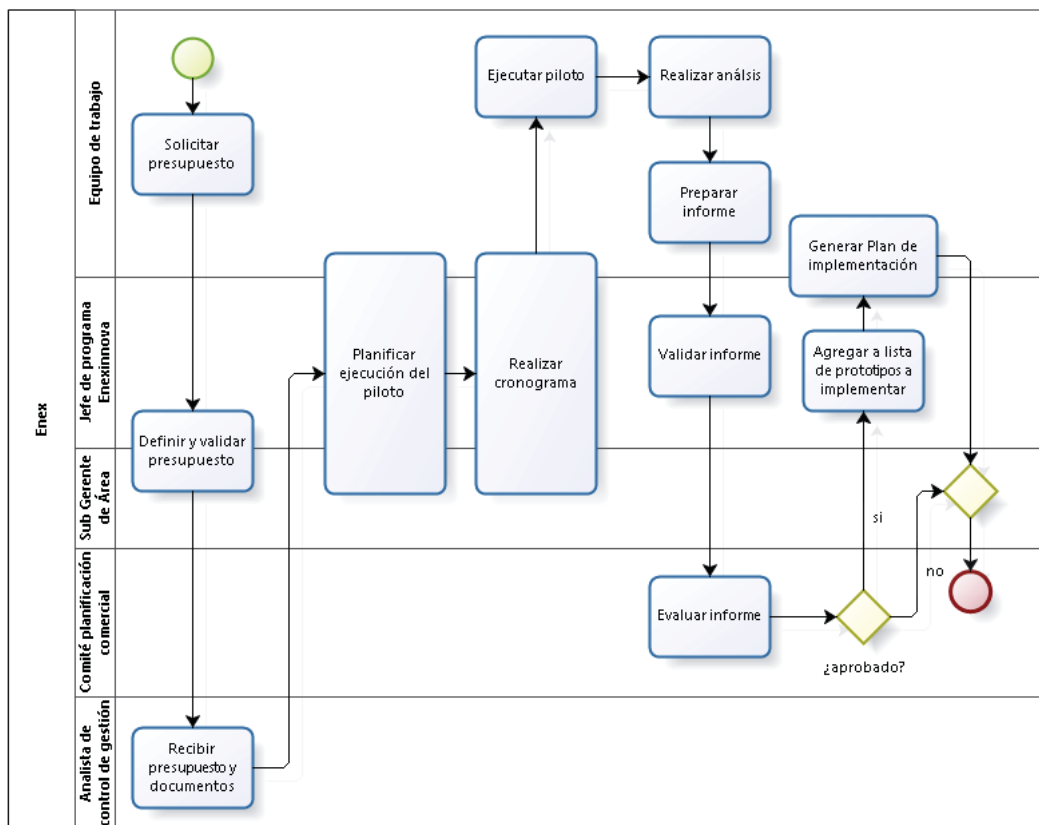 Enex
Equipo de trabajo
Jefe de programa
Enexinnova
Sub Gerente
de Área
Comité planificación
comercial
Analista de
control de gestión
Solicitar
presupuesto
Definir y validar
presupuesto
Recibir
presupuesto y
documentos
Planificar
ejecución del
piloto
Realizar
cronograma
Ejecutar piloto
Realizar análsis
Preparar
informe
Validar informe
Evaluar informe
¿aprobado?
si
no
Agregar a lista
de prototipos a
implementar
Generar Plan de
implementación